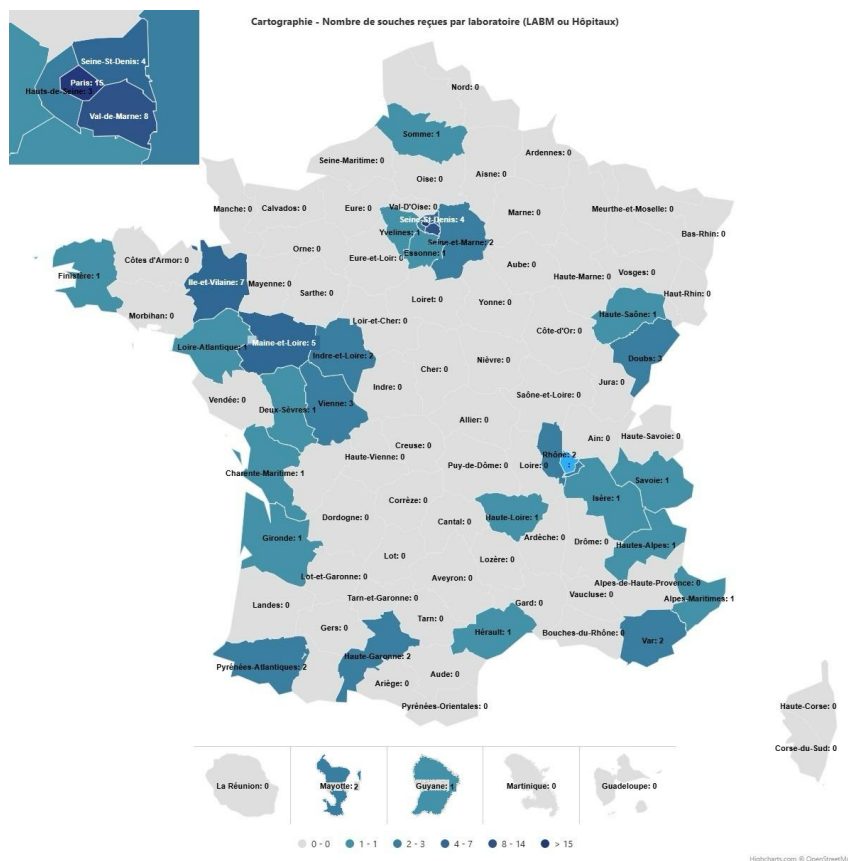 Cartographie - Nombre de souches reçues par laboratoire (LABM ou Hôpitaux)
Seine-St-Denis: 4
Paris: 15
Hauts-de-Seine: 3
Val-de-Marne: 8
Nord: 0
Somme: 1
Ardennes: 0
Seine-Maritime: 0
Aisne: 0
Oise: 0
Manche: 0
Calvados: 0
Eure: 0
Val-D'Oise: 0
Marne: 0
Meurthe-et-Moselle: 0
Seine-St-Denis: 4
Yvelines: 1
Bas-Rhin: 0
Seine-et-Marne: 2
Orne: 0
Essonne: 1
Côtes d'Armor: 0
Eure-et-Loir: 0
Aube: 0
Vosges: 0
Finistère: 1
Haute-Marne: 0
Ile-et-Vilaine: 7
Mayenne: 0
Sarthe: 0
Haut-Rhin: 0
Loiret: 0
Yonne: 0
Morbihan: 0
Haute-Saône: 1
Loir-et-Cher: 0
Côte-d'Or: 0
Maine-et-Loire: 5
Loire-Atlantique: 1
Indre-et-Loire: 2
Doubs: 3
Nièvre: 0
Cher: 0
Jura: 0
Indre: 0
Saône-et-Loire: 0
Vendée: 0
Vienne: 3
Deux-Sèvres: 1
Allier: 0
Ain: 0
Haute-Savoie: 0
Creuse: 0
Haute-Vienne: 0
Rhône: 2
Puy-de-Dôme: 0
Loire: 0
Charente-Maritime: 1
Savoie: 1
Isère: 1
Corrèze: 0
Dordogne: 0
Cantal: 0
Haute-Loire: 1
Gironde: 1
Ardèche: 0
Drôme: 0
Hautes-Alpes: 1
Lot: 0
Lozère: 0
Lot-et-Garonne: 0
Aveyron: 0
Alpes-de-Haute-Provence: 0
Vaucluse: 0
Tarn-et-Garonne: 0
Alpes-Maritimes: 1
Landes: 0
Gard: 0
Tarn: 0
Gers: 0
Hérault: 1
Bouches-du-Rhône: 0
Var: 2
Haute-Garonne: 2
Pyrénées-Atlantiques: 2
Aude: 0
Ariège: 0
Pyrénées-Orientales: 0
Haute-Corse: 0
Corse-du-Sud: 0
La Réunion: 0
Mayotte: 2
Guyane: 1
Martinique: 0
Guadeloupe: 0
0 - 0
1 - 1
2 - 3
4 - 7
8 - 14
> 15
Highcharts.com © OpenStreetMa